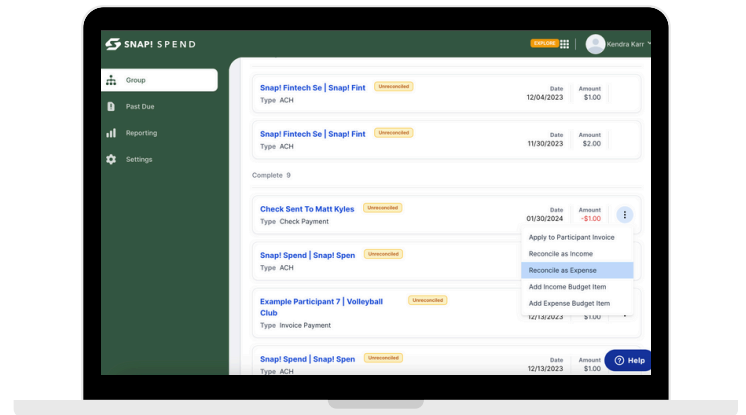 SNAP! SPEND
EXPLORE
Kendra Karr
Group
Past Due
Reporting
Settings
Snap! Fintech Se | Snap! Fint Unreconciled
Type ACH
Date Amount
12/04/2023 $1.00
Snap! Fintech Se | Snap! Fint Unreconciled
Type ACH
Date Amount
11/30/2023 $2.00
Complete 9
Check Sent To Matt Kyles Unreconciled
Type Check Payment
Date Amount
01/30/2024 -$1.00
Apply to Participant Invoice
Reconcile as Income
Reconcile as Expense
Add Income Budget Item
Add Expense Budget Item
Snap! Spend | Snap! Spen Unreconciled
Type ACH
Example Participant 7 | Volleyball Unreconciled
Club
Type Invoice Payment
12/13/2023 $1.00
Snap! Spend | Snap! Spen Unreconciled
Type ACH
Date Amount
12/13/2023 $1.00
Help